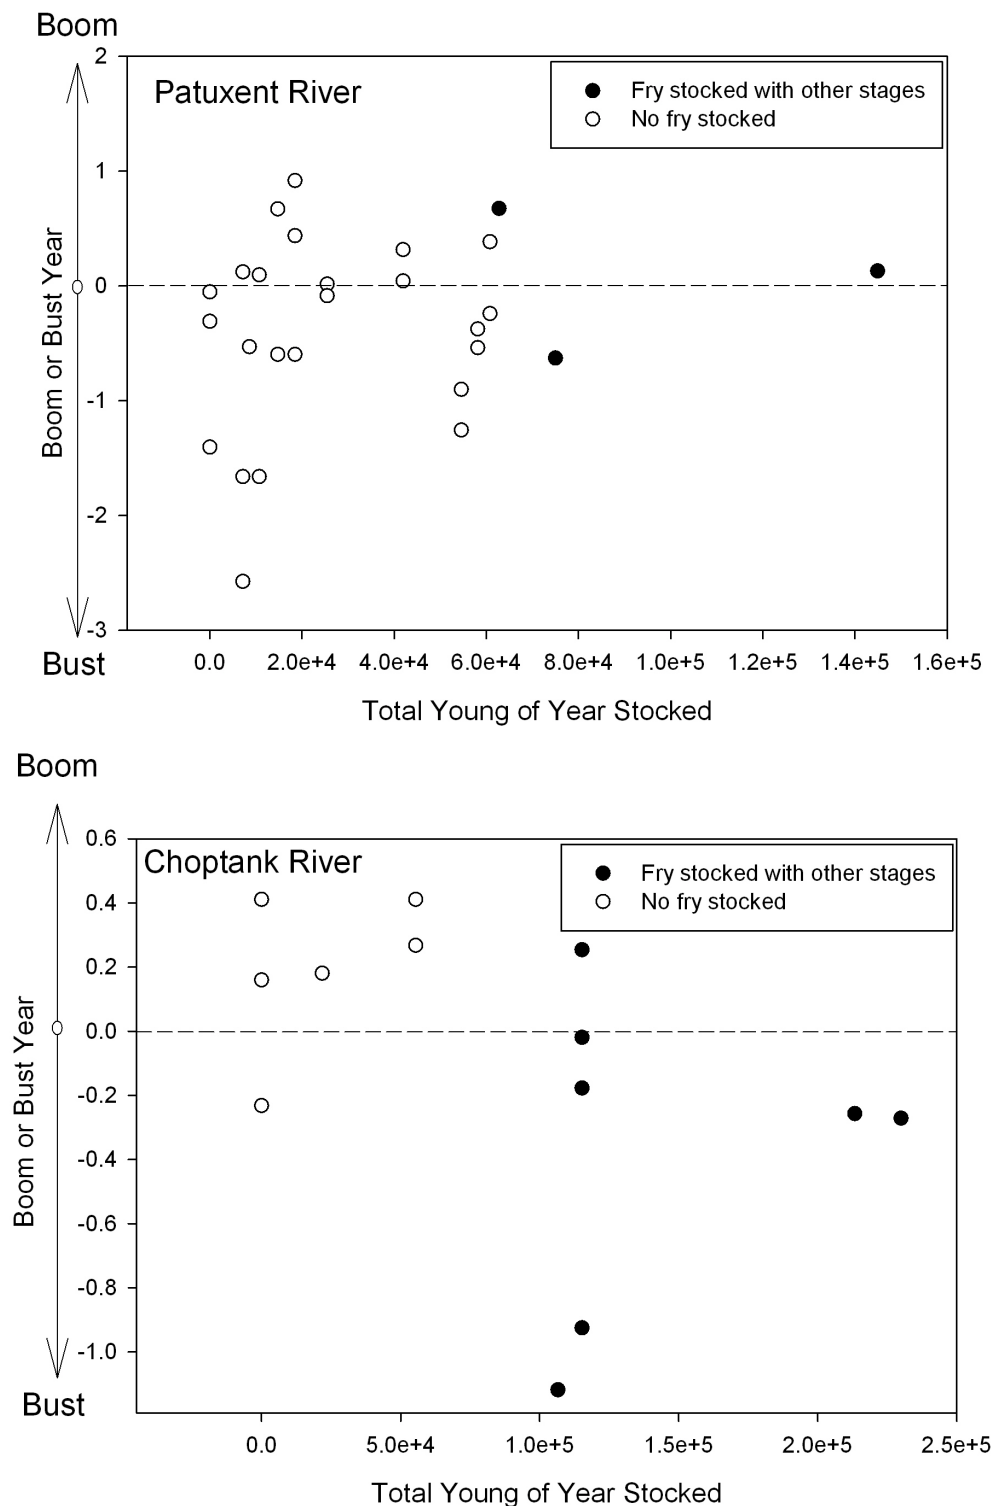 Boom
2
Patuxent River
Fry stocked with other stages
No fry stocked
1
0
-1
-2
-3
Boom or Bust Year
Bust
0.0 2.0e+4 4.0e+4 6.0e+4 8.0e+4 1.0e+5 1.2e+5 1.4e+5 1.6e+5
Total Young of Year Stocked
Boom
0.6
Choptank River
Fry stocked with other stages
No fry stocked
0.4
0.2
0.0
-0.2
-0.4
-0.6
-0.8
-1.0
Boom or Bust Year
Bust
0.0 5.0e+4 1.0e+5 1.5e+5 2.0e+5 2.5e+5
Total Young of Year Stocked